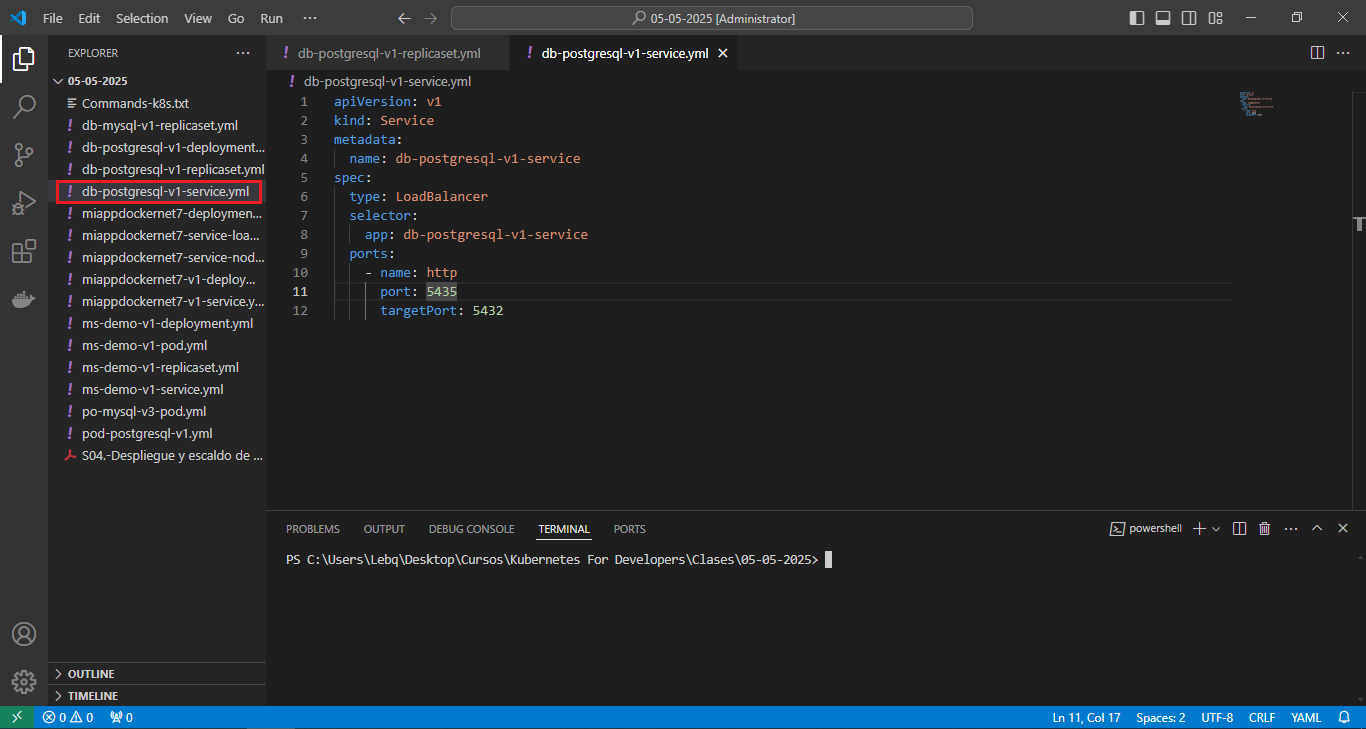 File Edit Selection View Go Run ··· 05-05-2025 [Administrator]
EXPLORER ···
05-05-2025
Commands-k8s.txt
! db-mysql-v1-replicaset.yml
! db-postgresql-v1-deployment...
! db-postgresql-v1-replicaset.yml
! db-postgresql-v1-service.yml
! miappdockernet7-deploymen...
! miappdockernet7-service-loa...
! miappdockernet7-service-nod...
! miappdockernet7-v1-deploy...
! miappdockernet7-v1-service.y...
! ms-demo-v1-deployment.yml
! ms-demo-v1-pod.yml
! ms-demo-v1-replicaset.yml
! ms-demo-v1-service.yml
! po-mysql-v3-pod.yml
! pod-postgresql-v1.yml
S04.-Despliegue y escaldo de ...
OUTLINE
TIMELINE
! db-postgresql-v1-replicaset.yml ! db-postgresql-v1-service.yml
! db-postgresql-v1-service.yml
1 apiVersion: v1
2 kind: Service
3 metadata:
4 name: db-postgresql-v1-service
5 spec:
6 type: LoadBalancer
7 selector:
8 app: db-postgresql-v1-service
9 ports:
10 - name: http
11 port: 5435
12 targetPort: 5432
PROBLEMS OUTPUT DEBUG CONSOLE TERMINAL PORTS powershell
PS C:\Users\Lebq\Desktop\Cursos\Kubernetes For Developers\Clases\05-05-2025>
0 0 0 Ln 11, Col 17 Spaces: 2 UTF-8 CRLF YAML